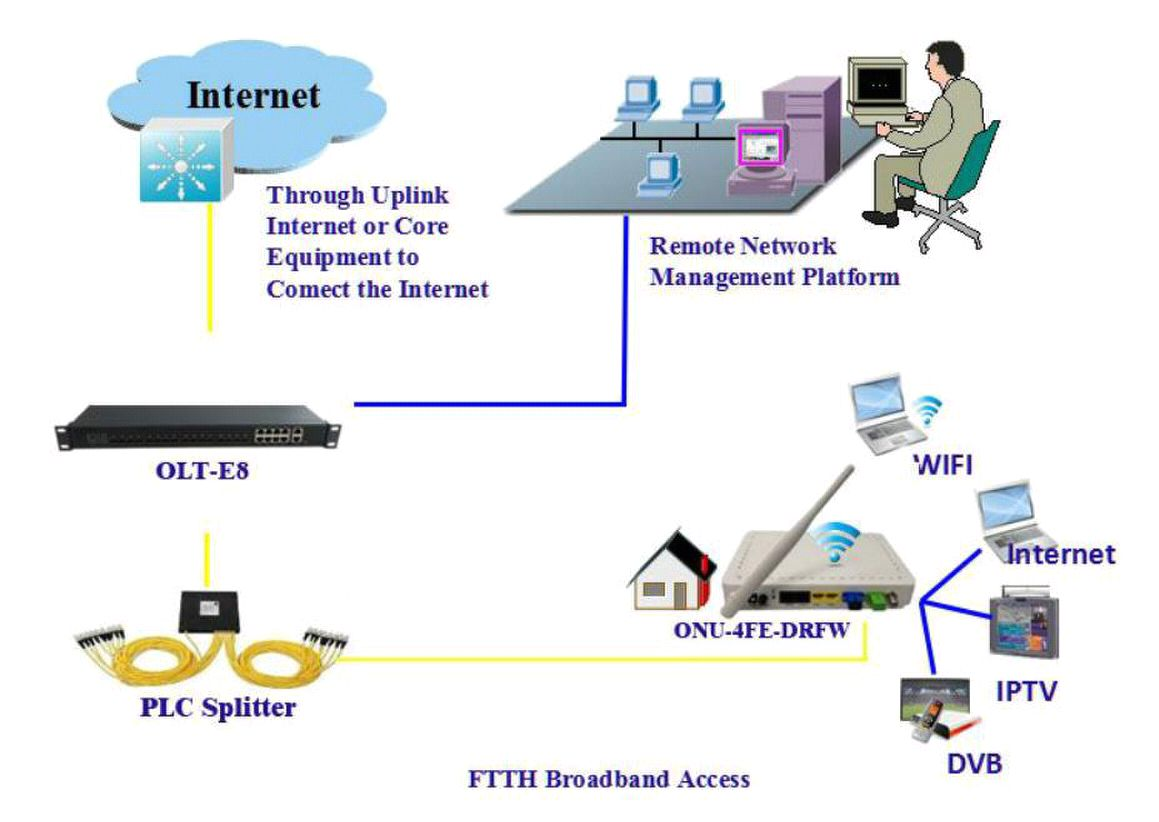 Internet
Through Uplink
Internet or Core
Equipment to
Comect the Internet
Remote Network
Management Platform
OLT-E8
WIFI
Internet
ONU-4FE-DRFW
PLC Splitter
IPTV
DVB
FTTH Broadband Access